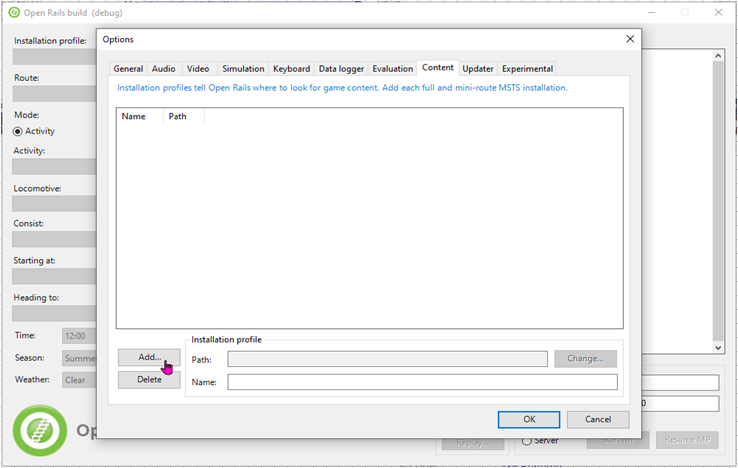 Open Rails build (debug)
Options
Installation profile:
Route:
Mode:
Activity
Activity:
Locomotive:
Consist:
Starting at:
Heading to:
Time:
12:00
Season:
Summe
Weather:
Clear
Op
General Audio Video Simulation Keyboard Data logger Evaluation Content Updater Experimental
Installation profiles tell Open Rails where to look for game content. Add each full and mini-route MSTS installation.
Name Path
Add...
Delete
Installation profile
Path:
Change...
Name:
OK
Cancel
0
Server
Resume MP